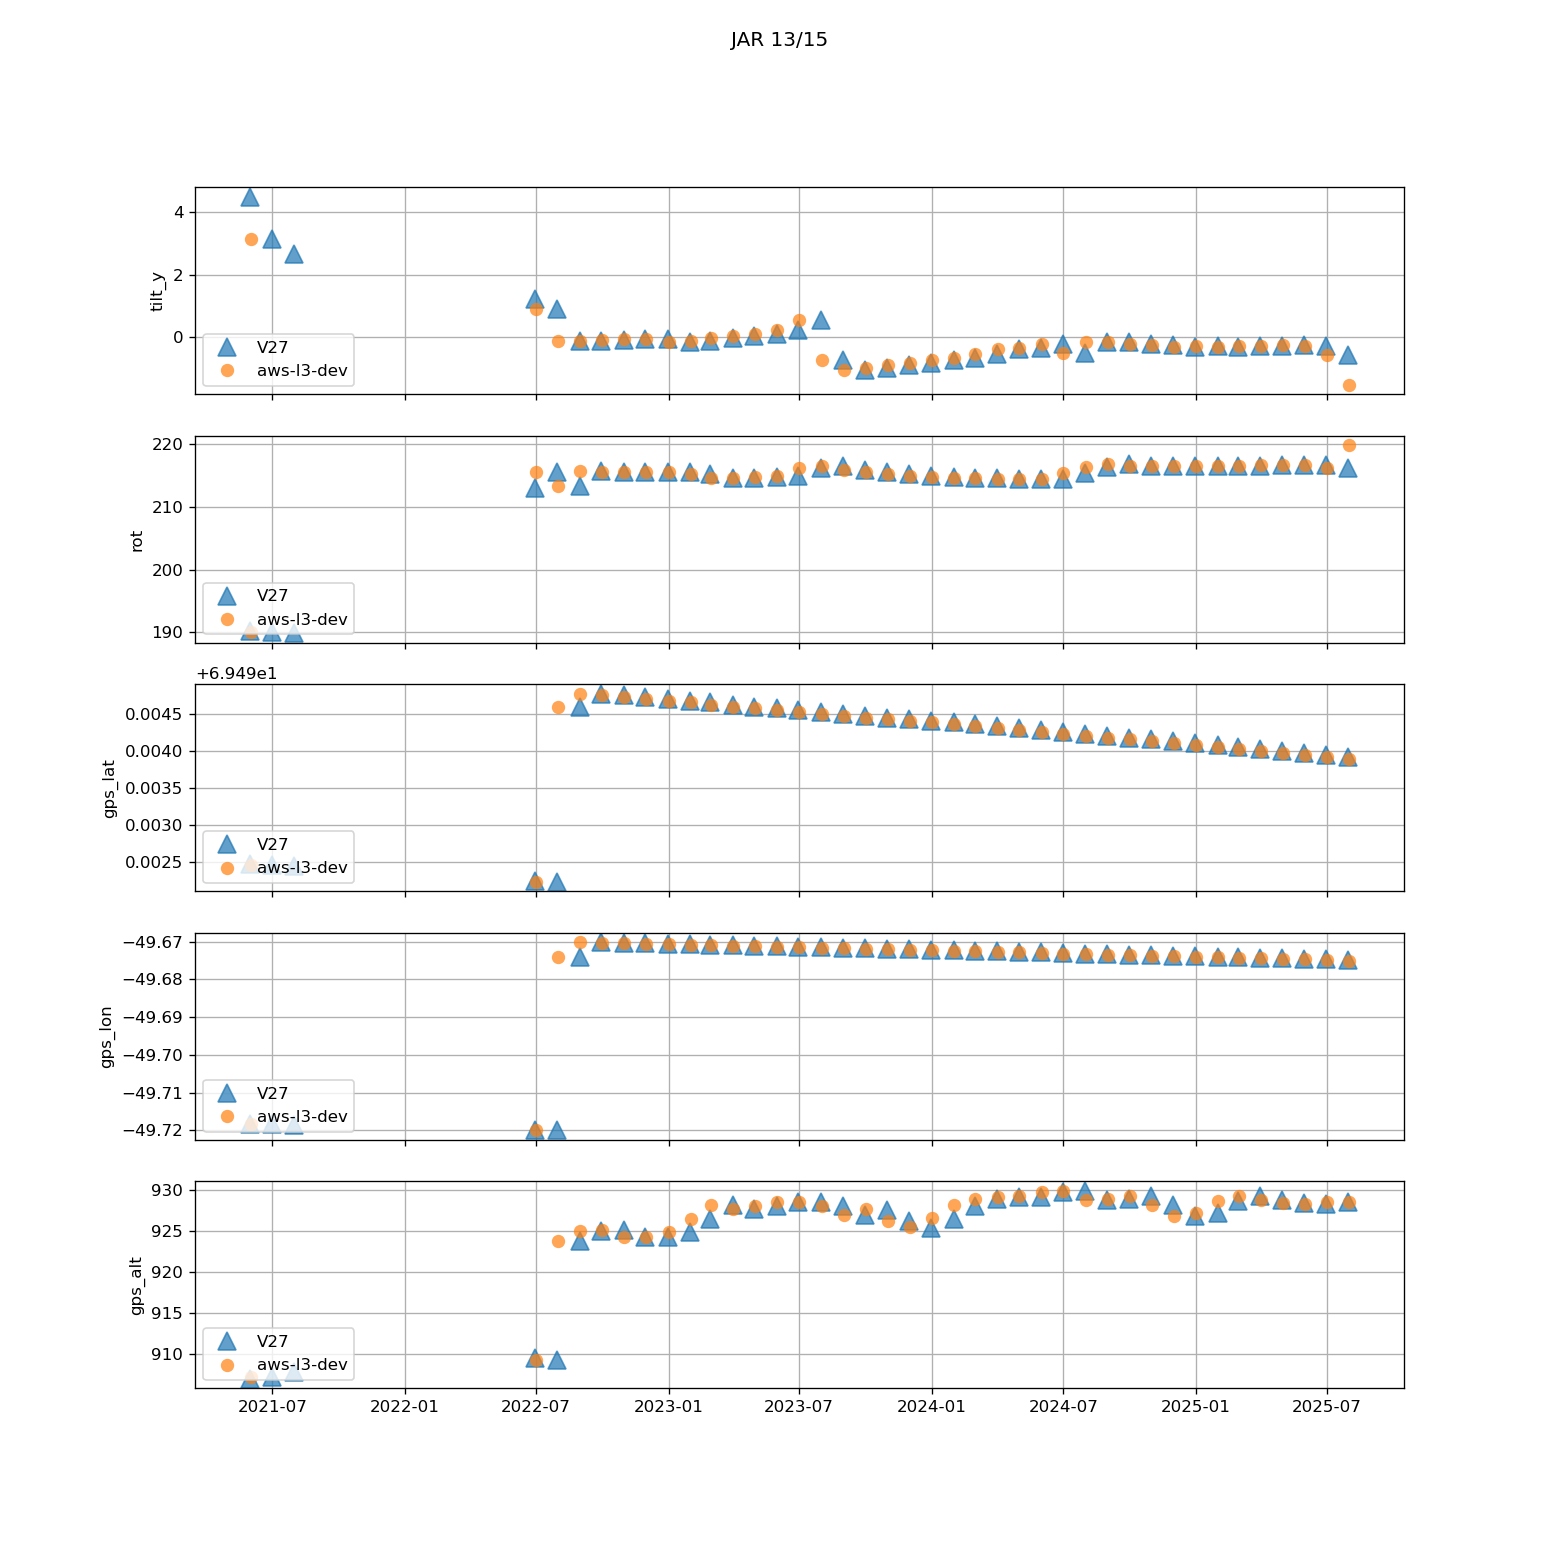 JAR 13/15
4
2
0
tilt_y
V27
aws-l3-dev
220
210
200
190
rot
V27
aws-l3-dev
+6.949e1
0.0045
0.0040
0.0035
0.0030
0.0025
gps_lat
V27
aws-l3-dev
−49.67
−49.68
−49.69
−49.70
−49.71
−49.72
gps_lon
V27
aws-l3-dev
930
925
920
915
910
gps_alt
V27
aws-l3-dev
2021-07 2022-01 2022-07 2023-01 2023-07 2024-01 2024-07 2025-01 2025-07